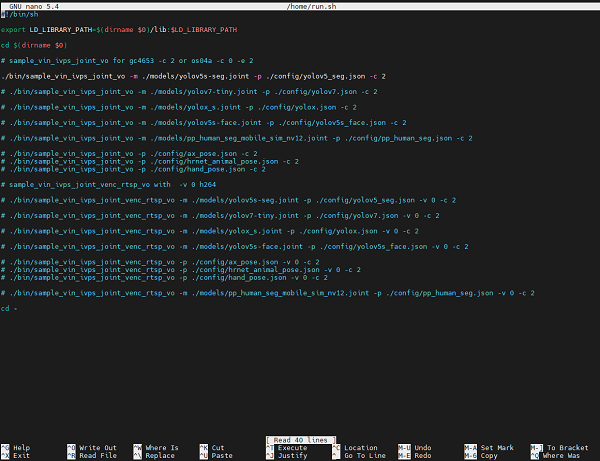 GNU nano 5.4 /home/run.sh
#!/bin/sh
export LD_LIBRARY_PATH=$(dirname $0)/lib:$LD_LIBRARY_PATH
cd $(dirname $0)
# sample_vin_ivps_joint_vo for gc4653 -c 2 or os04a -c 0 -e 2
./bin/sample_vin_ivps_joint_vo -m ./models/yolov5s-seg.joint -p ./config/yolov5_seg.json -c 2
# ./bin/sample_vin_ivps_joint_vo -m ./models/yolov7-tiny.joint -p ./config/yolov7.json -c 2
# ./bin/sample_vin_ivps_joint_vo -m ./models/yolox_s.joint -p ./config/yolox.json -c 2
# ./bin/sample_vin_ivps_joint_vo -m ./models/yolov5s-face.joint -p ./config/yolov5s_face.json -c 2
# ./bin/sample_vin_ivps_joint_vo -m ./models/pp_human_seg_mobile_sim_nv12.joint -p ./config/pp_human_seg.json -c 2
# ./bin/sample_vin_ivps_joint_vo -p ./config/ax_pose.json -c 2
# ./bin/sample_vin_ivps_joint_vo -p ./config/hrnet_animal_pose.json -c 2
# ./bin/sample_vin_ivps_joint_vo -p ./config/hand_pose.json -c 2
# sample_vin_ivps_joint_venc_rtsp_vo with  -v 0 h264
# ./bin/sample_vin_ivps_joint_venc_rtsp_vo -m ./models/yolov5s-seg.joint -p ./config/yolov5_seg.json -v 0 -c 2
# ./bin/sample_vin_ivps_joint_venc_rtsp_vo -m ./models/yolov7-tiny.joint -p ./config/yolov7.json -v 0 -c 2
# ./bin/sample_vin_ivps_joint_venc_rtsp_vo -m ./models/yolox_s.joint -p ./config/yolox.json -v 0 -c 2
# ./bin/sample_vin_ivps_joint_venc_rtsp_vo -m ./models/yolov5s-face.joint -p ./config/yolov5s_face.json -v 0 -c 2
# ./bin/sample_vin_ivps_joint_venc_rtsp_vo -p ./config/ax_pose.json -v 0 -c 2
# ./bin/sample_vin_ivps_joint_venc_rtsp_vo -p ./config/hrnet_animal_pose.json -v 0 -c 2
# ./bin/sample_vin_ivps_joint_venc_rtsp_vo -p ./config/hand_pose.json -v 0 -c 2
# ./bin/sample_vin_ivps_joint_venc_rtsp_vo -m ./models/pp_human_seg_mobile_sim_nv12.joint -p ./config/pp_human_seg.json -v 0 -c 2
cd -
[ Read 40 lines ]
^G Help ^O Write Out ^W Where Is ^K Cut ^T Execute ^C Location M-U Undo M-A Set Mark M-] To Bracket
^X Exit ^R Read File ^\ Replace ^U Paste ^J Justify ^_ Go To Line M-E Redo M-6 Copy ^Q Where Was